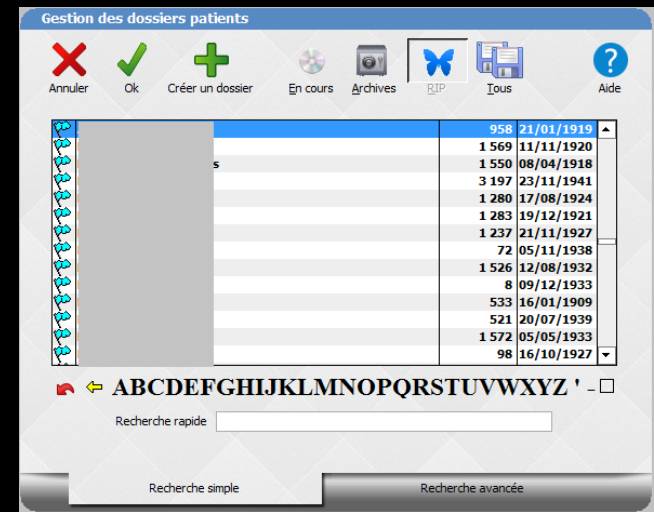 Gestion des dossiers patients
Annuler Ok Créer un dossier En cours Archives RIP Tous Aide
958 21/01/1919
1 569 11/11/1920
s 1 550 08/04/1918
3 197 23/11/1941
1 280 17/08/1924
1 283 19/12/1921
1 237 21/11/1927
72 05/11/1938
1 526 12/08/1932
8 09/12/1933
533 16/01/1909
521 20/07/1939
1 572 05/05/1933
98 16/10/1927
ABCDEFGHIJKLMNOPQRSTUVWXYZ ' -
Recherche rapide
Recherche simple Recherche avancée